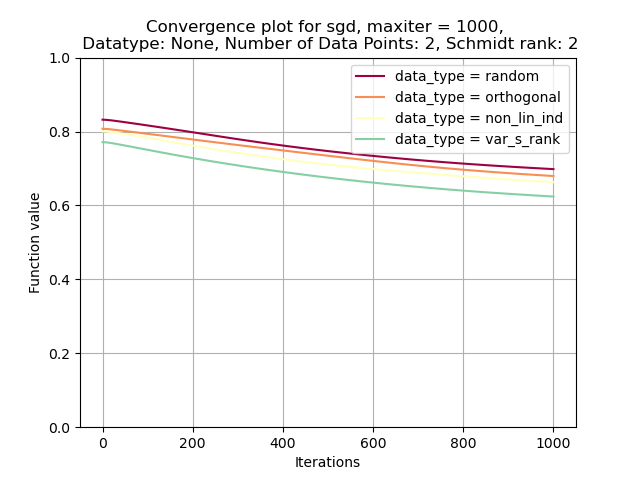 Convergence plot for sgd, maxiter = 1000,
Datatype: None, Number of Data Points: 2, Schmidt rank: 2
data_type = random
data_type = orthogonal
data_type = non_lin_ind
data_type = var_s_rank
1.0
0.8
0.6
0.4
0.2
0.0
Function value
0 200 400 600 800 1000
Iterations